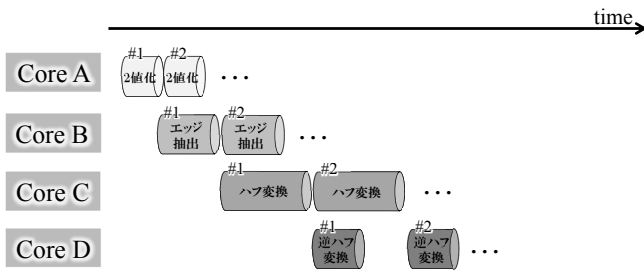 time
Core A
#1
2値化
#2
2値化
...
Core B
#1
エッジ
抽出
#2
エッジ
抽出
...
Core C
#1
ハフ変換
#2
ハフ変換
...
Core D
#1
逆ハフ
変換
#2
逆ハフ
変換
...